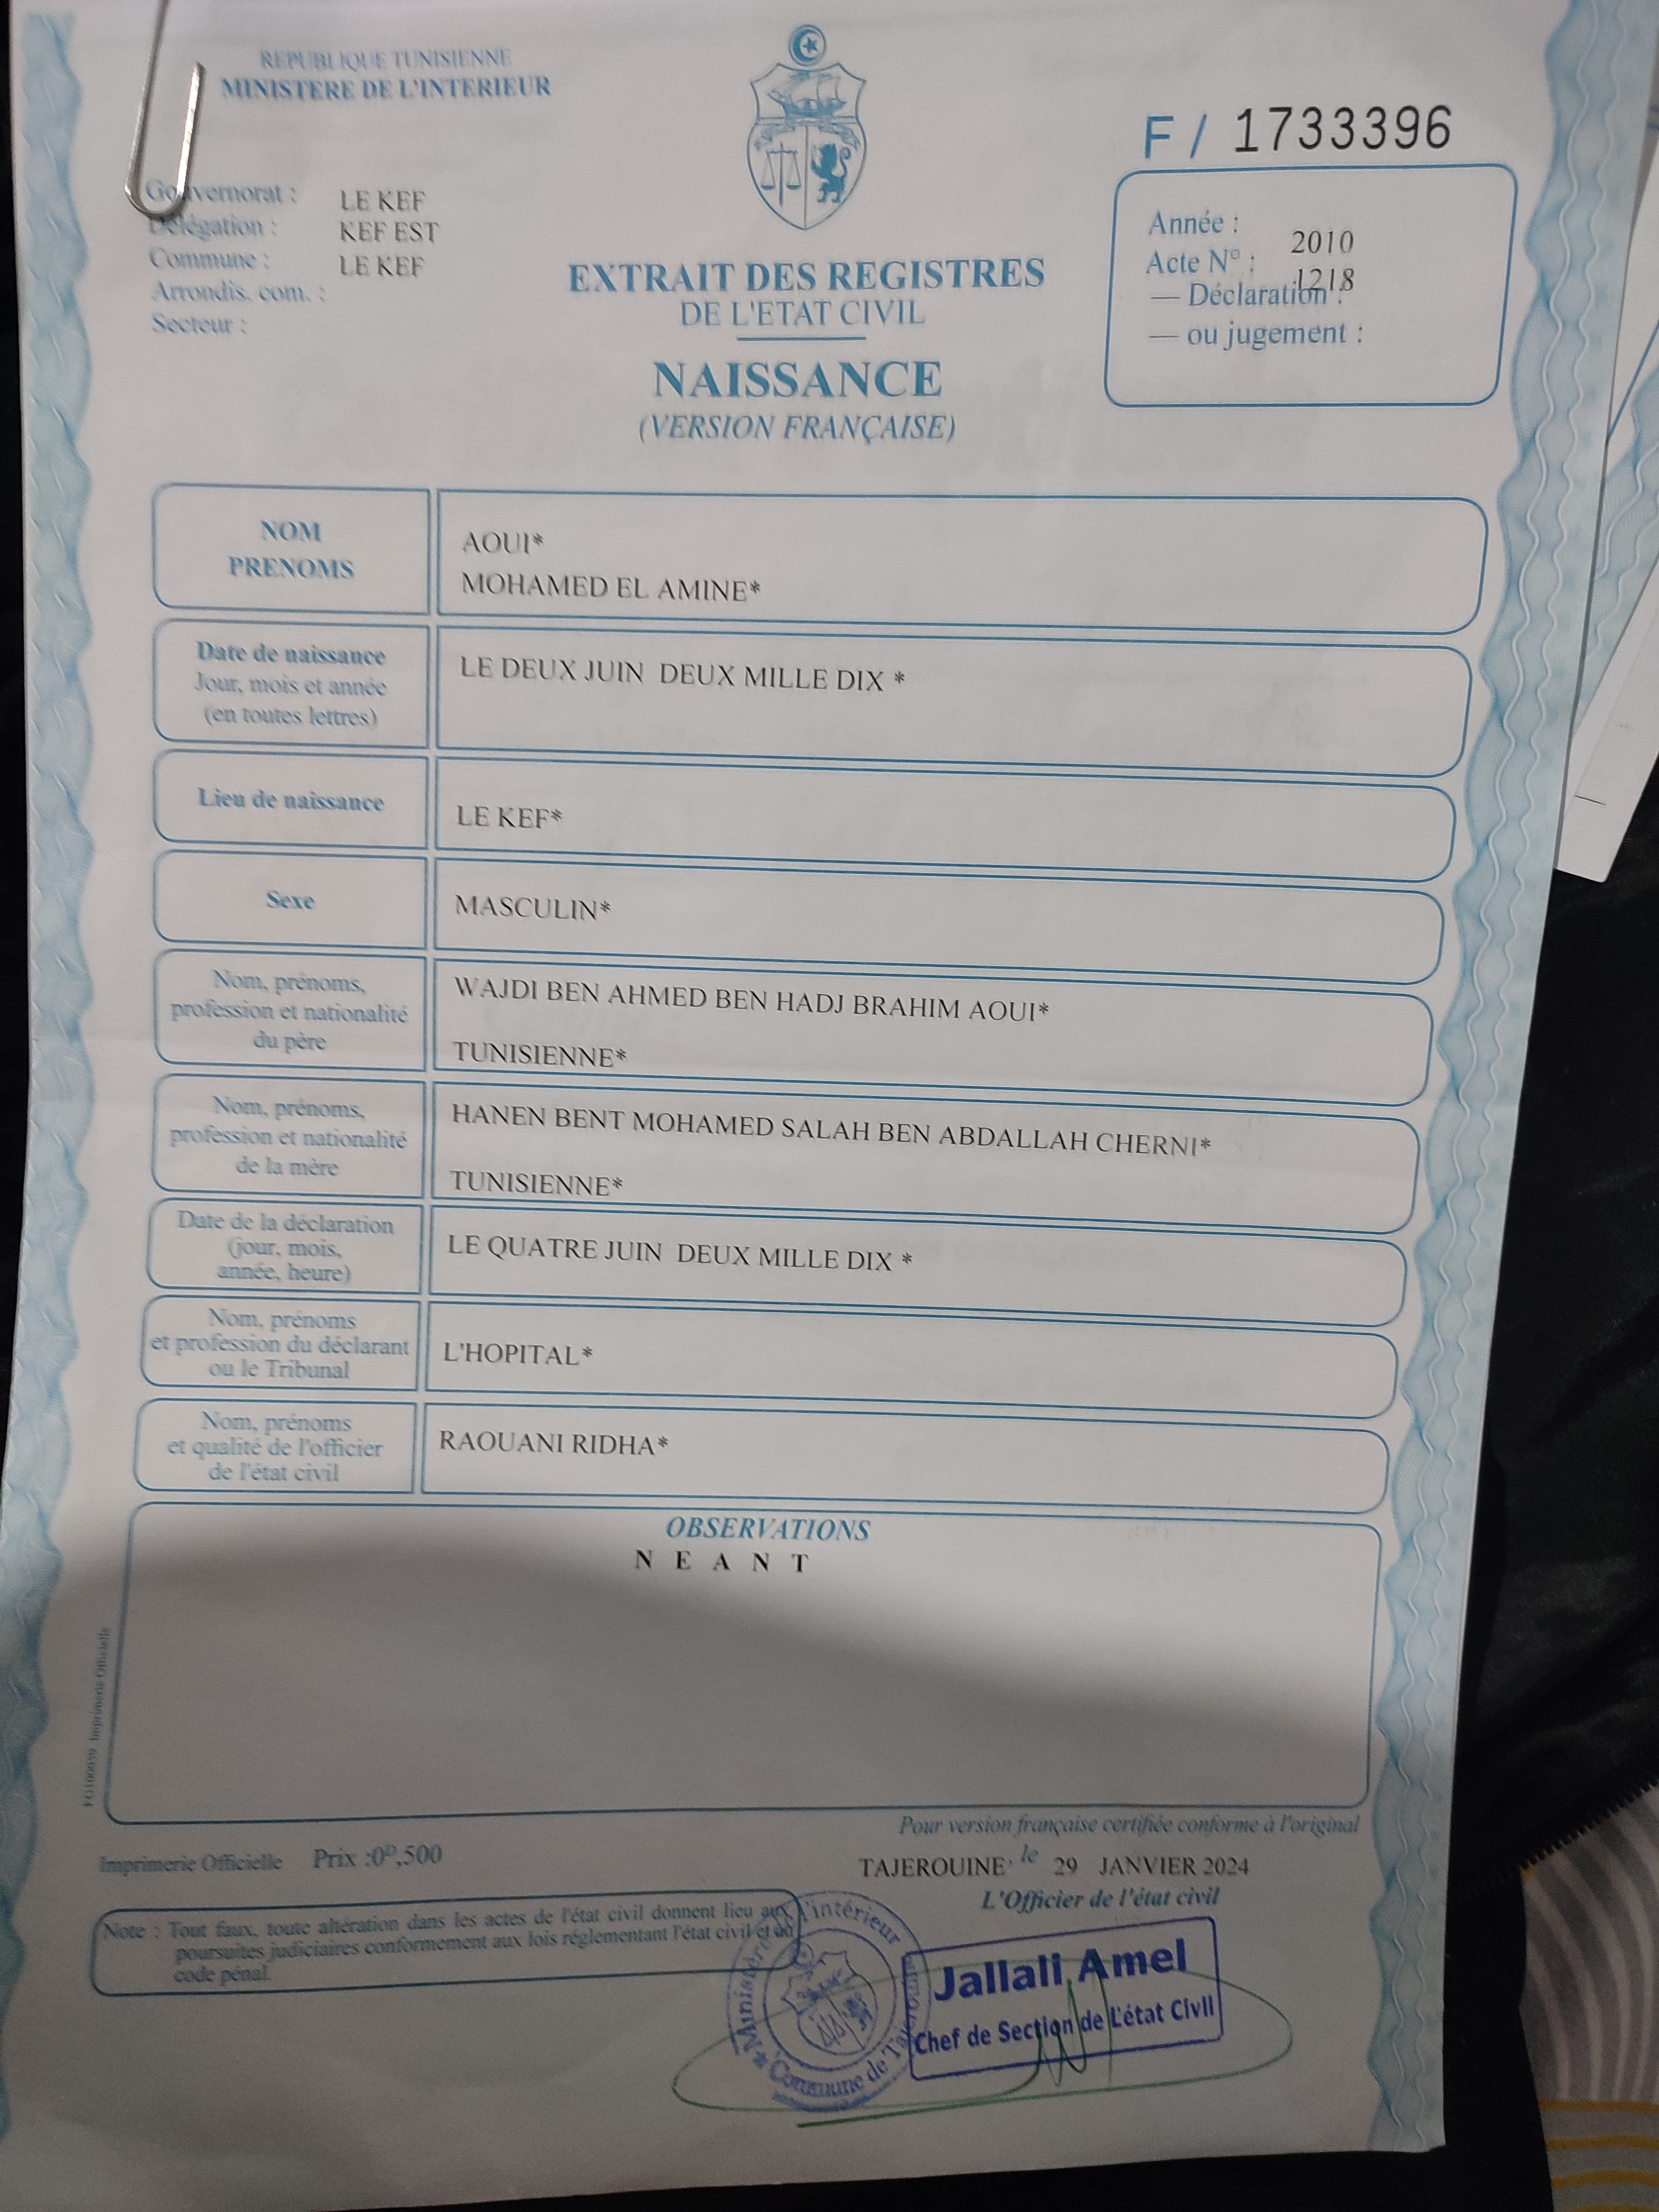 REPUBLIQUE TUNISIENNE
MINISTERE DE L'INTERIEUR
F / 1733396
Gouvernorat : LE KEF
Délégation : KEF EST
Commune : LE KEF
Arrondis. com. :
Secteur :
Année : 2010
Acte N° : 1218
— Déclaration :
— ou jugement :
EXTRAIT DES REGISTRES
DE L'ETAT CIVIL
NAISSANCE
(VERSION FRANÇAISE)
NOM
PRENOMS
AOUI*
MOHAMED EL AMINE*
Date de naissance
Jour, mois et année
(en toutes lettres)
LE DEUX JUIN DEUX MILLE DIX *
Lieu de naissance
LE KEF*
Sexe
MASCULIN*
Nom, prénoms,
profession et nationalité
du père
WAJDI BEN AHMED BEN HADJ BRAHIM AOUI*
TUNISIENNE*
Nom, prénoms,
profession et nationalité
de la mère
HANEN BENT MOHAMED SALAH BEN ABDALLAH CHERNI*
TUNISIENNE*
Date de la déclaration
(jour, mois,
année, heure)
LE QUATRE JUIN DEUX MILLE DIX *
Nom, prénoms
et profession du déclarant
ou le Tribunal
L'HOPITAL*
Nom, prénoms
et qualité de l'officier
de l'état civil
RAOUANI RIDHA*
OBSERVATIONS
N E A N T
Imprimerie Officielle
Pour version française certifiée conforme à l'original
Imprimerie Officielle Prix :0ᴰ,500
TAJEROUINE, le 29 JANVIER 2024
L'Officier de l'état civil
Note : Tout faux, toute altération dans les actes de l'état civil donnent lieu aux
poursuites judiciaires conformement aux lois réglementant l'état civil et du
code pénal.
* Ministère de l'intérieur
Commune de Tajerouine
Jallali Amel
Chef de Section de L'état Civil